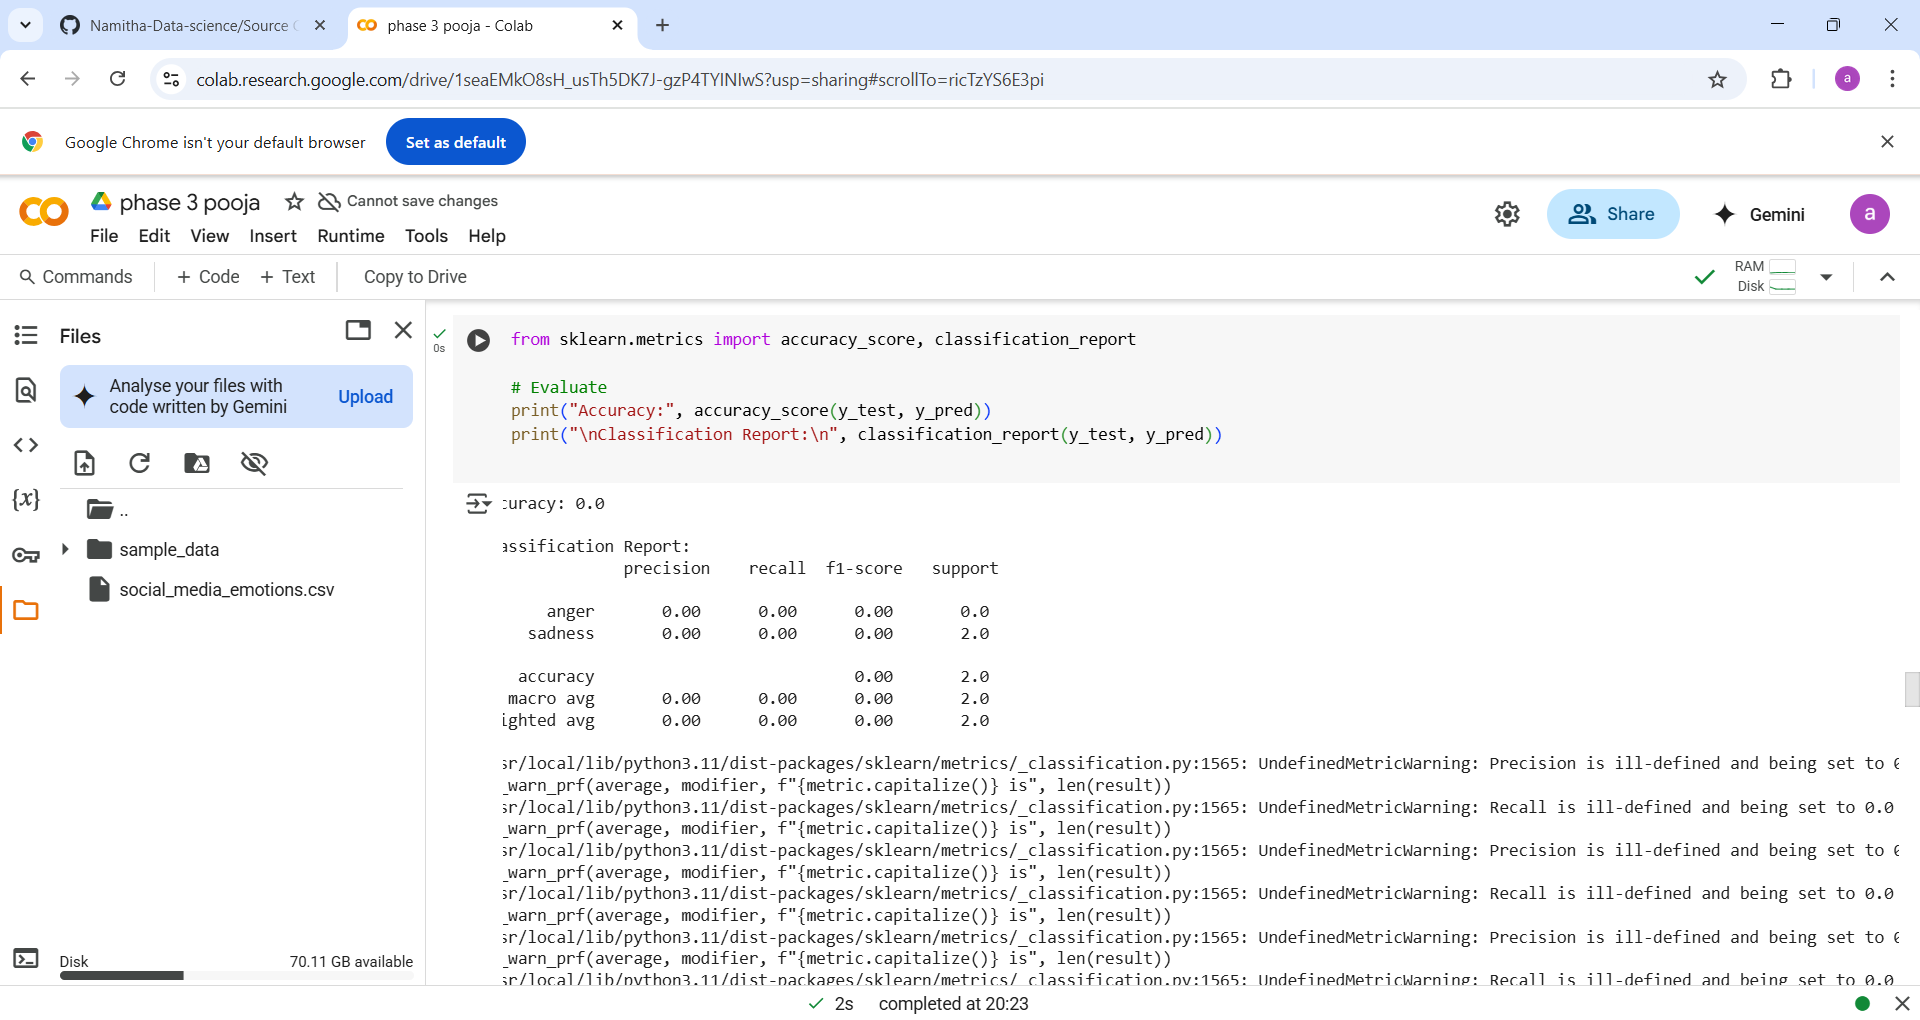 Namitha-Data-science/Source C
phase 3 pooja - Colab
colab.research.google.com/drive/1seaEMkO8sH_usTh5DK7J-gzP4TYINIwS?usp=sharing#scrollTo=ricTzYS6E3pi
a
Google Chrome isn't your default browser
Set as default
CO
phase 3 pooja
Cannot save changes
Share
Gemini
a
File Edit View Insert Runtime Tools Help
Commands
+ Code + Text
Copy to Drive
RAM
Disk
Files
Analyse your files with
code written by Gemini
Upload
{x}
..
sample_data
social_media_emotions.csv
Disk
70.11 GB available
0s
from sklearn.metrics import accuracy_score, classification_report
# Evaluate
print("Accuracy:", accuracy_score(y_test, y_pred))
print("\nClassification Report:\n", classification_report(y_test, y_pred))
curacy: 0.0
assification Report:
precision recall f1-score support
anger 0.00 0.00 0.00 0.0
sadness 0.00 0.00 0.00 2.0
accuracy 0.00 2.0
macro avg 0.00 0.00 0.00 2.0
ighted avg 0.00 0.00 0.00 2.0
sr/local/lib/python3.11/dist-packages/sklearn/metrics/_classification.py:1565: UndefinedMetricWarning: Precision is ill-defined and being set to 0
_warn_prf(average, modifier, f"{metric.capitalize()} is", len(result))
sr/local/lib/python3.11/dist-packages/sklearn/metrics/_classification.py:1565: UndefinedMetricWarning: Recall is ill-defined and being set to 0.0
_warn_prf(average, modifier, f"{metric.capitalize()} is", len(result))
sr/local/lib/python3.11/dist-packages/sklearn/metrics/_classification.py:1565: UndefinedMetricWarning: Precision is ill-defined and being set to 0
_warn_prf(average, modifier, f"{metric.capitalize()} is", len(result))
sr/local/lib/python3.11/dist-packages/sklearn/metrics/_classification.py:1565: UndefinedMetricWarning: Recall is ill-defined and being set to 0.0
_warn_prf(average, modifier, f"{metric.capitalize()} is", len(result))
sr/local/lib/python3.11/dist-packages/sklearn/metrics/_classification.py:1565: UndefinedMetricWarning: Precision is ill-defined and being set to 0
_warn_prf(average, modifier, f"{metric.capitalize()} is", len(result))
sr/local/lib/python3.11/dist-packages/sklearn/metrics/_classification.py:1565: UndefinedMetricWarning: Recall is ill-defined and being set to 0.0
2s completed at 20:23